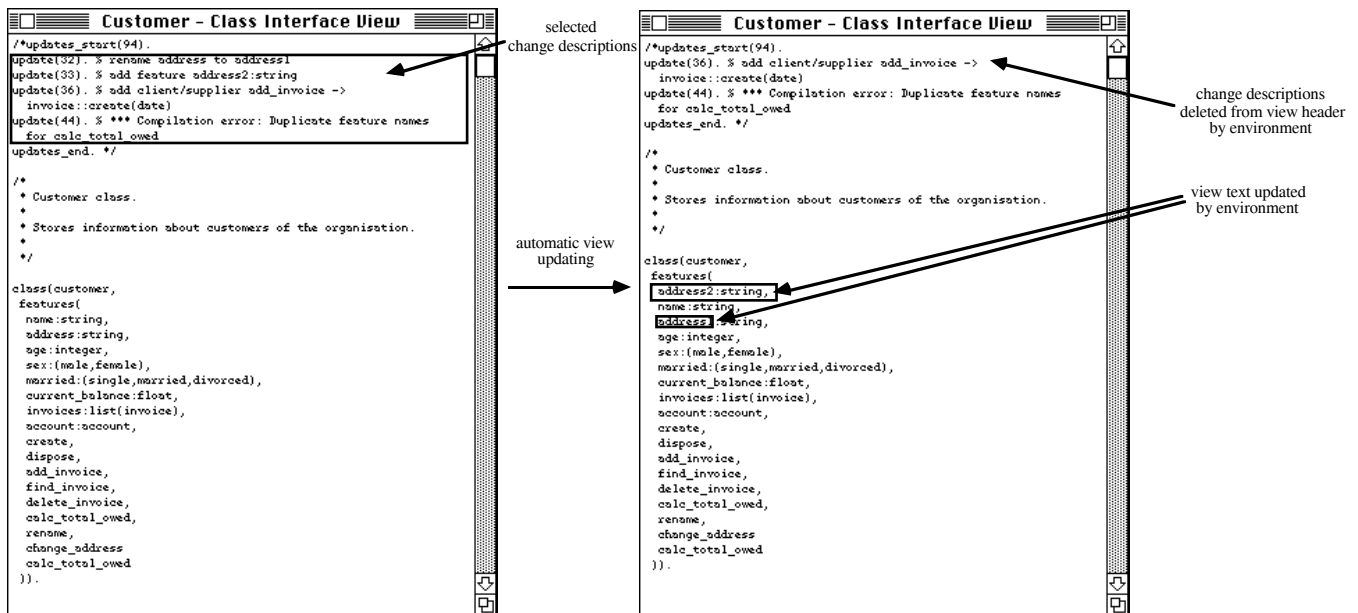 Customer - Class Interface View
/*updates_start(94).
update(32). % rename address to address1
update(33). % add feature address2:string
update(36). % add client/supplier add_invoice ->
invoice::create(date)
update(44). % *** Compilation error: Duplicate feature names
for calc_total_owed
updates_end. */
/*
* Customer class.
*
* Stores information about customers of the organisation.
*
*/
class(customer,
features(
name:string,
address:string,
age:integer,
sex:(male,female),
married:(single,married,divorced),
current_balance:float,
invoices:list(invoice),
account:account,
create,
dispose,
add_invoice,
find_invoice,
delete_invoice,
calc_total_owed,
rename,
change_address
calc_total_owed
)).
selected
change descriptions
automatic view
updating
Customer - Class Interface View
/*updates_start(94).
update(36). % add client/supplier add_invoice ->
invoice::create(date)
update(44). % *** Compilation error: Duplicate feature names
for calc_total_owed
updates_end. */
/*
* Customer class.
*
* Stores information about customers of the organisation.
*
*/
class(customer,
features(
address2:string,
name:string,
address1:string,
age:integer,
sex:(male,female),
married:(single,married,divorced),
current_balance:float,
invoices:list(invoice),
account:account,
create,
dispose,
add_invoice,
find_invoice,
delete_invoice,
calc_total_owed,
rename,
change_address
calc_total_owed
)).
change descriptions
deleted from view header
by environment
view text updated
by environment